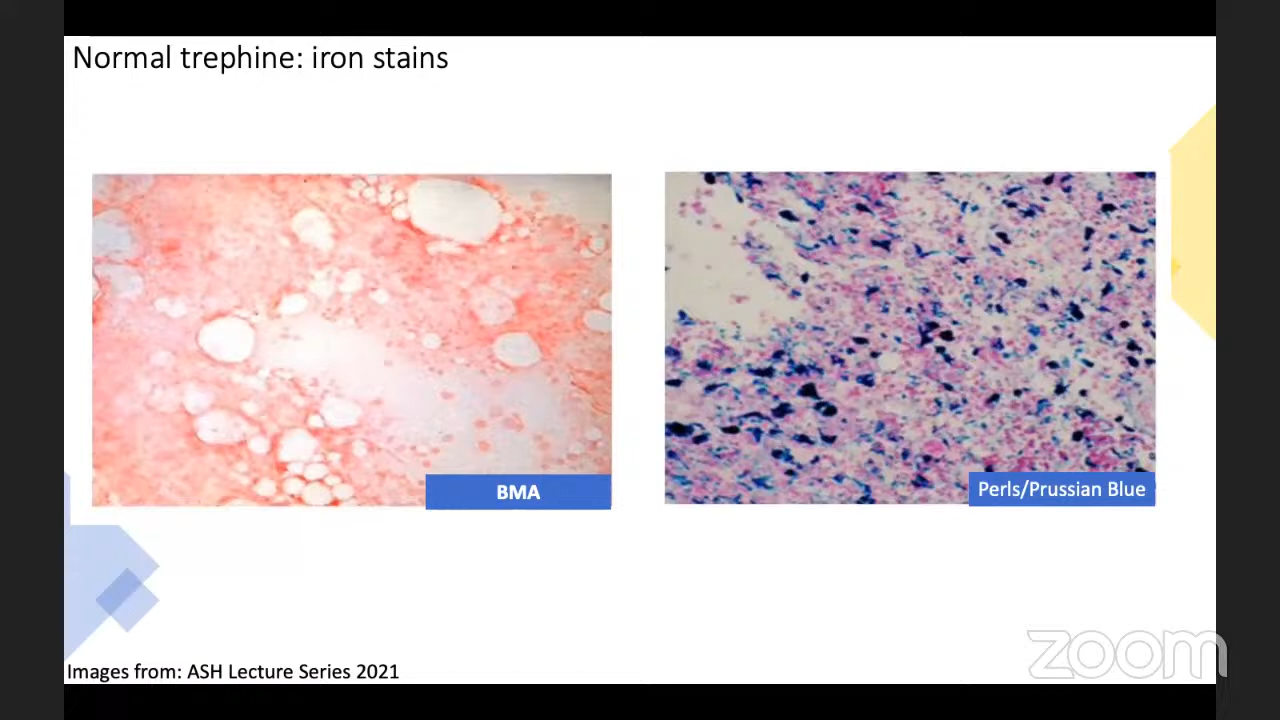 Normal trephine: iron stains
BMA
Perls/Prussian Blue
Images from: ASH Lecture Series 2021
zoom